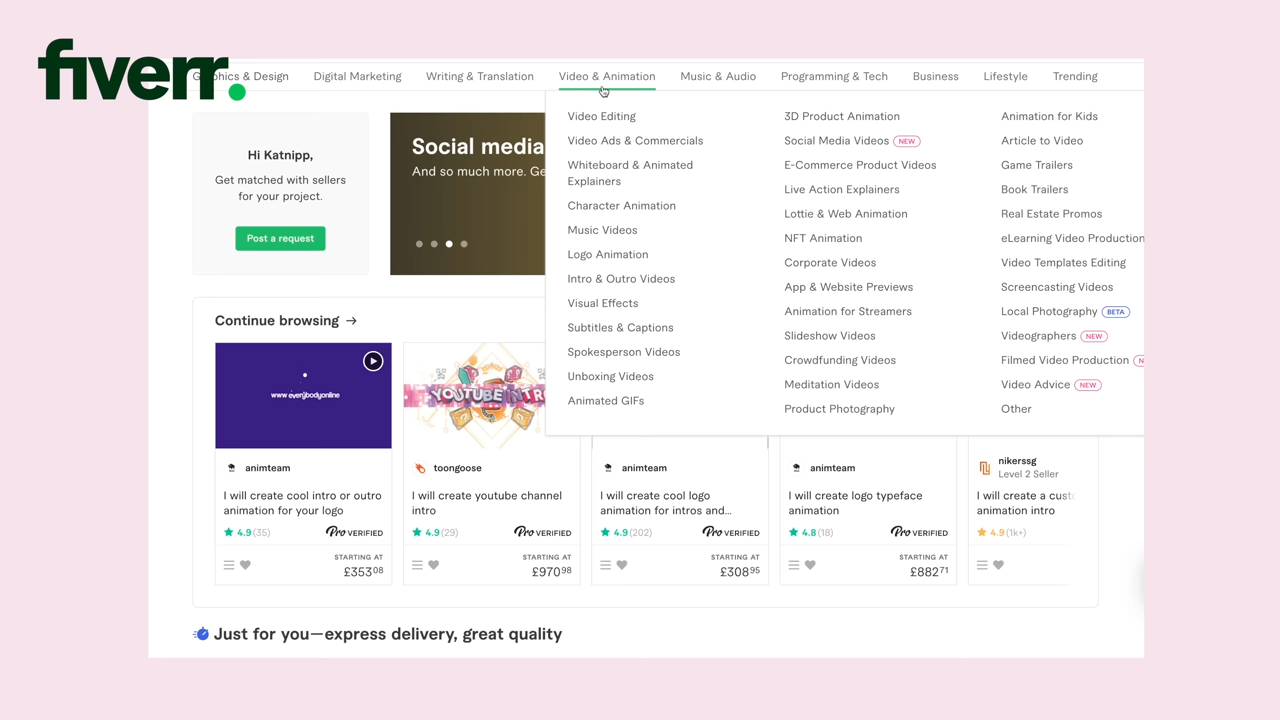 fiverr.
Graphics & Design
Digital Marketing
Writing & Translation
Video & Animation
Music & Audio
Programming & Tech
Business
Lifestyle
Trending
Hi Katnipp,
Get matched with sellers
for your project.
Post a request
Social media
And so much more. Ge
Video Editing
Video Ads & Commercials
Whiteboard & Animated
Explainers
Character Animation
Music Videos
Logo Animation
Intro & Outro Videos
Visual Effects
Subtitles & Captions
Spokesperson Videos
Unboxing Videos
Animated GIFs
3D Product Animation
Social Media Videos NEW
E-Commerce Product Videos
Live Action Explainers
Lottie & Web Animation
NFT Animation
Corporate Videos
App & Website Previews
Animation for Streamers
Slideshow Videos
Crowdfunding Videos
Meditation Videos
Product Photography
Animation for Kids
Article to Video
Game Trailers
Book Trailers
Real Estate Promos
eLearning Video Production
Video Templates Editing
Screencasting Videos
Local Photography BETA
Videographers NEW
Filmed Video Production N
Video Advice NEW
Other
Continue browsing →
www.everybodyonline
YOUTUBE INTR
animteam
I will create cool intro or outro
animation for your logo
4.9 (35)
Pro VERIFIED
STARTING AT
£353 08
toongoose
I will create youtube channel
intro
4.9 (29)
Pro VERIFIED
STARTING AT
£970 98
animteam
I will create cool logo
animation for intros and...
4.9 (202)
Pro VERIFIED
STARTING AT
£308 95
animteam
I will create logo typeface
animation
4.8 (18)
Pro VERIFIED
STARTING AT
£882 71
nikerssg
Level 2 Seller
I will create a custo
animation intro
4.9 (1k+)
Just for you—express delivery, great quality